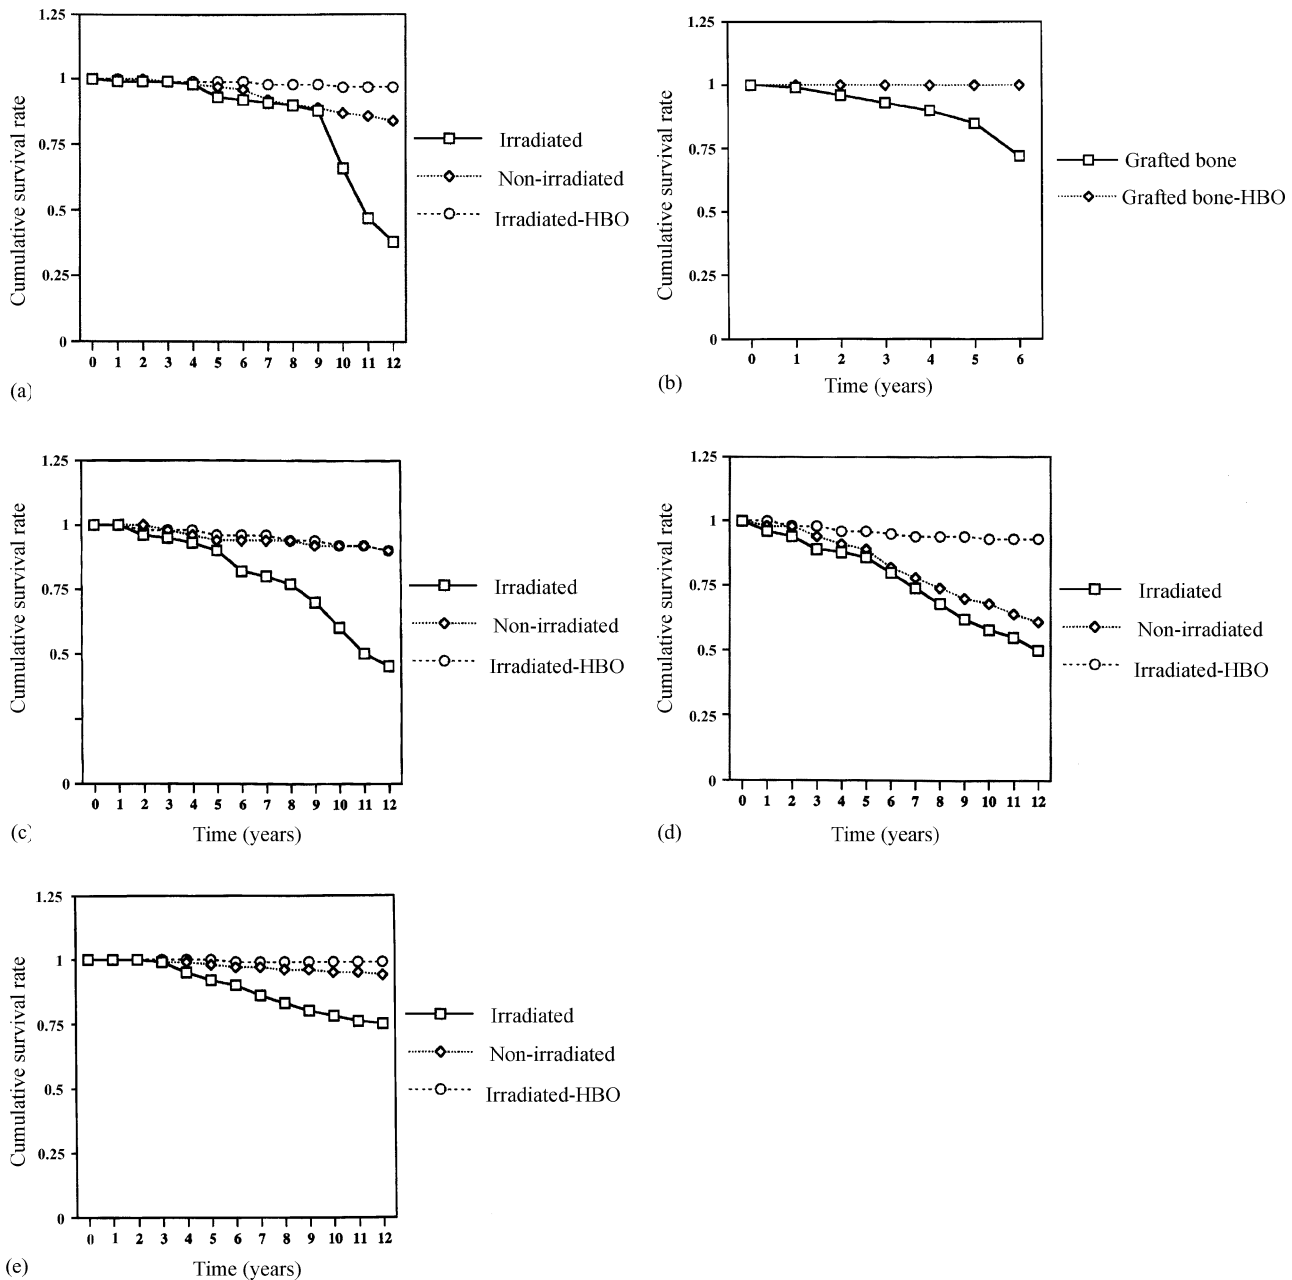 1.25
1
0.75
0.5
0.25
0
Cumulative survival rate
0 1 2 3 4 5 6 7 8 9 10 11 12
Irradiated
Non-irradiated
Irradiated-HBO
(a)
1.25
1
0.75
0.5
0.25
0
Cumulative survival rate
0 1 2 3 4 5 6
Time (years)
Grafted bone
Grafted bone-HBO
(b)
1.25
1
0.75
0.5
0
Cumulative survival rate
0 1 2 3 4 5 6 7 8 9 10 11 12
Time (years)
Irradiated
Non-irradiated
Irradiated-HBO
(c)
1.25
1
0.75
0.5
0.25
0
Cumulative survival rate
0 1 2 3 4 5 6 7 8 9 10 11 12
Time (years)
Irradiated
Non-irradiated
Irradiated-HBO
(d)
1.25
1
0.75
0.5
0.25
0
Cumulative survival rate
0 1 2 3 4 5 6 7 8 9 10 11 12
Time (years)
Irradiated
Non-irradiated
Irradiated-HBO
(e)